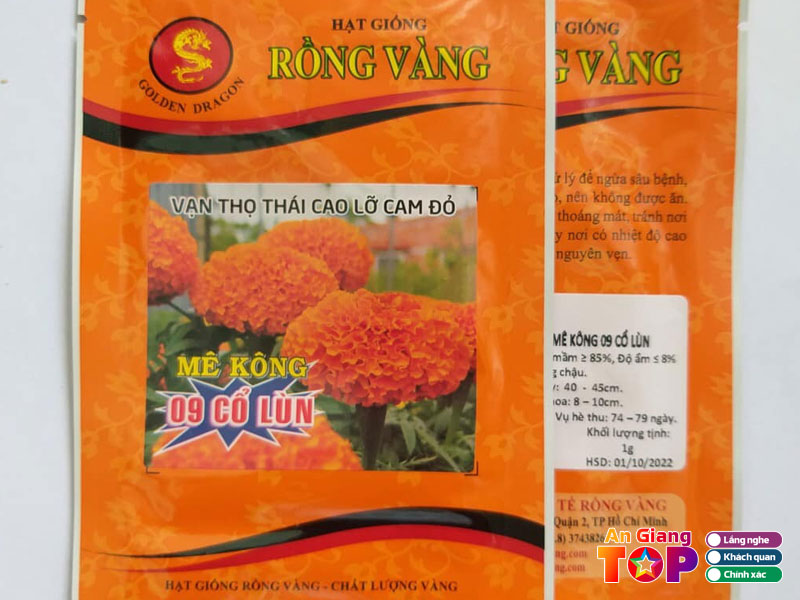 HẠT GIỐNG
RỒNG VÀNG
GOLDEN DRAGON
VẠN THỌ THÁI CAO LỠ CAM ĐỎ
MÊ KÔNG
09 CỔ LÙN
HẠT GIỐNG RỒNG VÀNG - CHẤT LƯỢNG VÀNG
GIỐNG
VÀNG
lý để ngừa sâu bệnh,
nên không được ăn.
thoáng mát, tránh nơi
nơi có nhiệt độ cao
nguyên vẹn.
MÊ KÔNG 09 CỔ LÙN
mầm ≥ 85%, Độ ẩm ≤ 8%
chậu.
40 - 45cm.
8 – 10cm.
Vụ hè thu: 74 – 79 ngày.
Khối lượng tịnh:
1g
HSD: 01/10/2022
TẾ RỒNG VÀNG
Quận 2, TP Hồ Chí Minh
An Giang
TOP
Lắng nghe
Khách quan
Chính xác